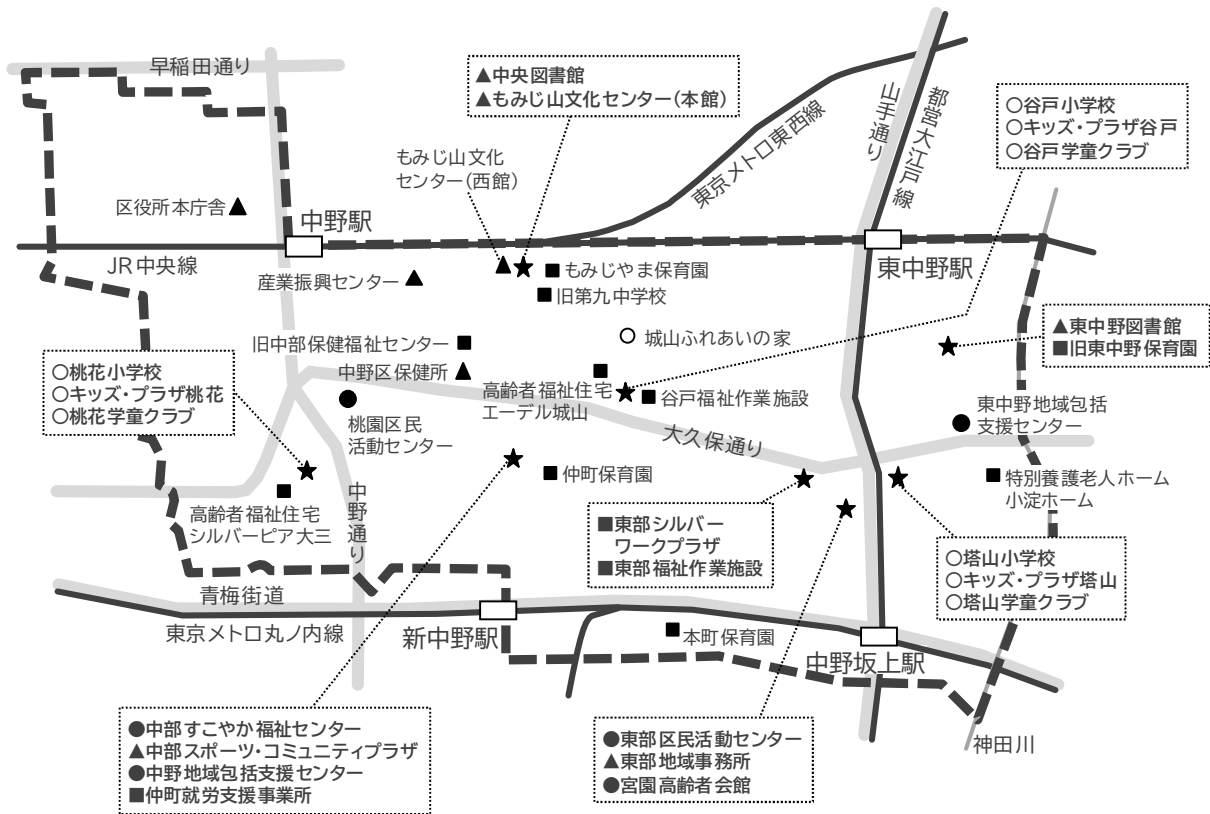 早稲田通り
▲中央図書館
▲もみじ山文化センター(本館)
東京メトロ東西線
山手通り
都営大江戸線
○谷戸小学校
○キッズ・プラザ谷戸
○谷戸学童クラブ
もみじ山文化
センター(西館)
区役所本庁舎▲
中野駅
JR中央線
東中野駅
産業振興センター▲
■もみじやま保育園
■旧第九中学校
旧中部保健福祉センター■
中野区保健所▲
○城山ふれあいの家
▲東中野図書館
■旧東中野保育園
○桃花小学校
○キッズ・プラザ桃花
○桃花学童クラブ
高齢者福祉住宅
エーデル城山
■谷戸福祉作業施設
●桃園区民
活動センター
東中野地域包括
●支援センター
大久保通り
■仲町保育園
■特別養護老人ホーム
小淀ホーム
高齢者福祉住宅
シルバーピア大三
中野通り
■東部シルバー
ワークプラザ
■東部福祉作業施設
○塔山小学校
○キッズ・プラザ塔山
○塔山学童クラブ
青梅街道
東京メトロ丸ノ内線
新中野駅
■本町保育園
中野坂上駅
●中部すこやか福祉センター
▲中部スポーツ・コミュニティプラザ
●中野地域包括支援センター
■仲町就労支援事業所
●東部区民活動センター
▲東部地域事務所
●宮園高齢者会館
神田川